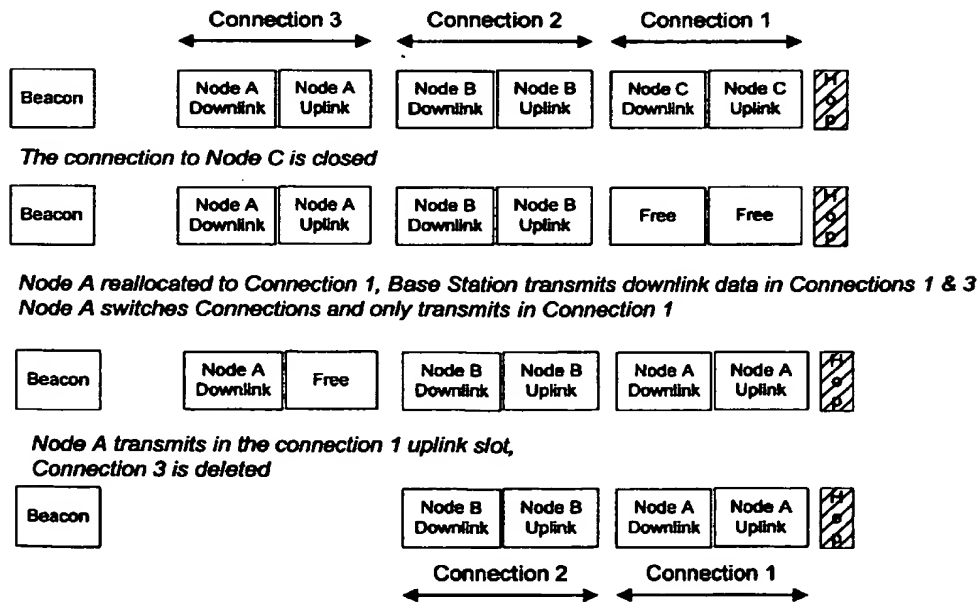 Connection 3 Connection 2 Connection 1
Beacon Node A Downlink Node A Uplink Node B Downlink Node B Uplink Node C Downlink Node C Uplink Hop
The connection to Node C is closed
Beacon Node A Downlink Node A Uplink Node B Downlink Node B Uplink Free Free Hop
Node A reallocated to Connection 1, Base Station transmits downlink data in Connections 1 & 3
Node A switches Connections and only transmits in Connection 1
Beacon Node A Downlink Free Node B Downlink Node B Uplink Node A Downlink Node A Uplink Hop
Node A transmits in the connection 1 uplink slot,
Connection 3 is deleted
Beacon Node B Downlink Node B Uplink Node A Downlink Node A Uplink Hop
Connection 2 Connection 1